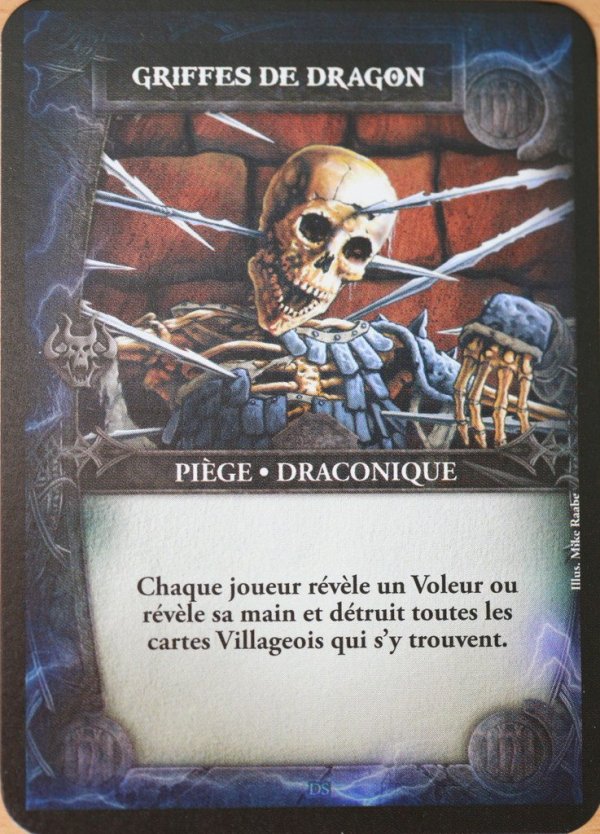 GRIFFES DE DRAGON
PIÈGE • DRACONIQUE
Illus. Mike Raabe
Chaque joueur révèle un Voleur ou
révèle sa main et détruit toutes les
cartes Villageois qui s'y trouvent.
DS